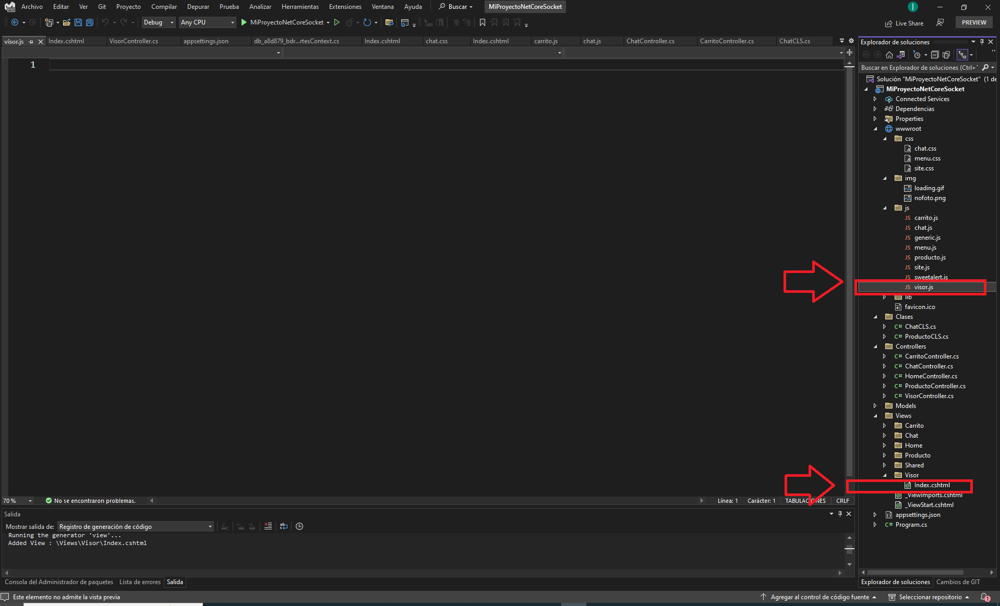 Archivo Editar Ver Git Proyecto Compilar Depurar Prueba Analizar Herramientas Extensiones Ventana Ayuda Buscar MiProyectoNetCoreSocket I
PRE
Debug Any CPU MiProyectoNetCoreSocket Live Share PREVIEW
visor.js Index.cshtml VisorController.cs appsettings.json db_a8d879_bdr...rtesContext.cs Index.cshtml chat.css Index.cshtml carrito.js chat.js ChatController.cs CarritoController.cs ChatCLS.cs
1
70 % No se encontraron problemas. Línea: 1 Carácter: 1 TABULACIONES CRLF
Salida
Mostrar salida de: Registro de generación de código
Running the generator 'view'...
Added View : \Views\Visor\Index.cshtml
Consola del Administrador de paquetes Lista de errores Salida
Explorador de soluciones
Buscar en Explorador de soluciones (Ctrl+
Solución "MiProyectoNetCoreSocket" (1 de
MiProyectoNetCoreSocket
Connected Services
Dependencias
Properties
wwwroot
css
chat.css
menu.css
site.css
img
loading.gif
nofoto.png
js
JS carrito.js
JS chat.js
JS generic.js
JS menu.js
JS producto.js
JS site.js
JS sweetalert.js
JS visor.js
lib
favicon.ico
Clases
C# ChatCLS.cs
C# ProductoCLS.cs
Controllers
C# CarritoController.cs
C# ChatController.cs
C# HomeController.cs
C# ProductoController.cs
C# VisorController.cs
Models
Views
Carrito
Chat
Home
Producto
Shared
Visor
Index.cshtml
_ViewImports.cshtml
_ViewStart.cshtml
appsettings.json
C# Program.cs
Explorador de soluciones Cambios de GIT
Este elemento no admite la vista previa Agregar al control de código fuente Seleccionar repositorio 1